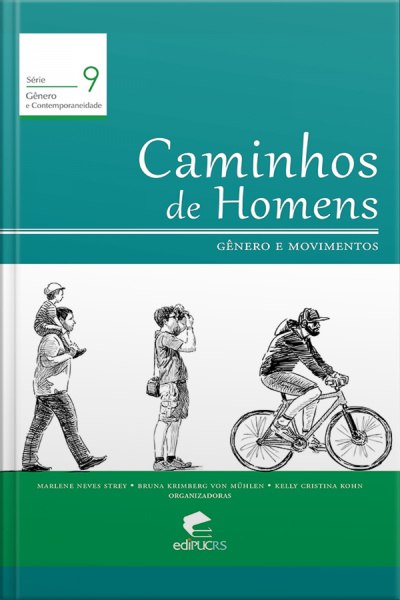 Série 9
Gênero
e Contemporaneidade
Caminhos
de Homens
GÊNERO E MOVIMENTOS
MARLENE NEVES STREY • BRUNA KRIMBERG VON MÜHLEN • KELLY CRISTINA KOHN
ORGANIZADORAS
ediPUCRS